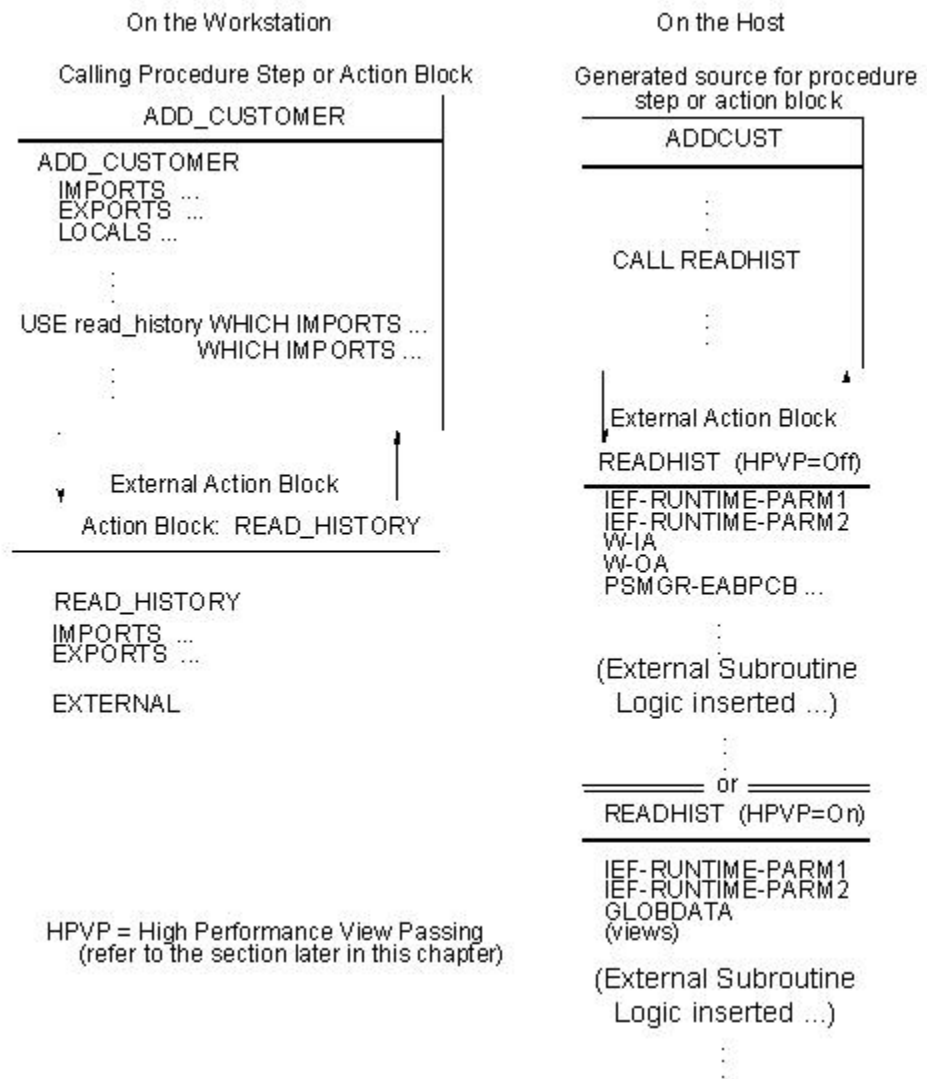 On the Workstation
Calling Procedure Step or Action Block
ADD_CUSTOMER
ADD_CUSTOMER
IMPORTS ...
EXPORTS ...
LOCALS ...
USE read_history WHICH IMPORTS ...
WHICH IMPORTS ...
External Action Block
Action Block: READ_HISTORY
READ_HISTORY
IMPORTS ...
EXPORTS ...
EXTERNAL
HPVP = High Performance View Passing
(refer to the section later in this chapter)
On the Host
Generated source for procedure
step or action block
ADDCUST
CALL READHIST
External Action Block
READHIST (HPVP=Off)
IEF-RUNTIME-PARM1
IEF-RUNTIME-PARM2
W-IA
W-OA
PSMGR-EABPCB ...
(External Subroutine
Logic inserted ...)
or
READHIST (HPVP=On)
IEF-RUNTIME-PARM1
IEF-RUNTIME-PARM2
GLOBDATA
(views)
(External Subroutine
Logic inserted ...)